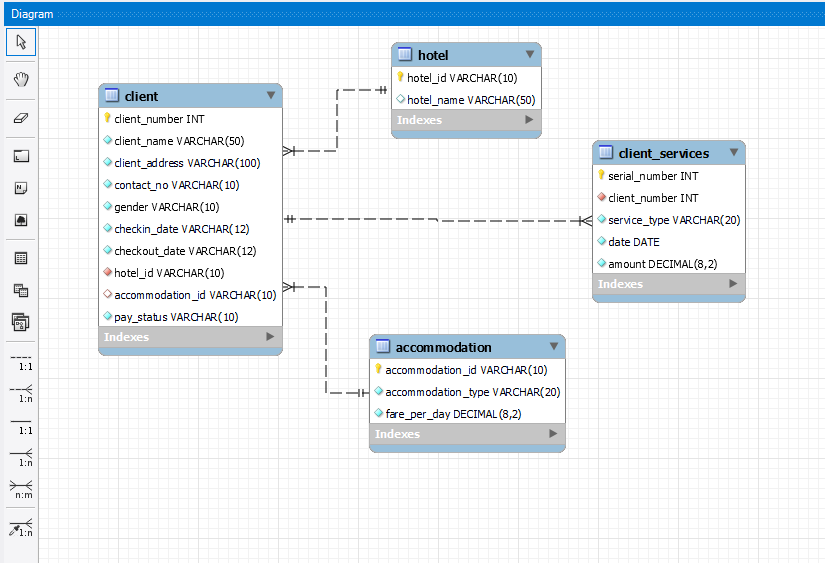 Diagram
1:1
1:n
1:1
1:n
n:m
1:n
client
client_number INT
client_name VARCHAR(50)
client_address VARCHAR(100)
contact_no VARCHAR(10)
gender VARCHAR(10)
checkin_date VARCHAR(12)
checkout_date VARCHAR(12)
hotel_id VARCHAR(10)
accommodation_id VARCHAR(10)
pay_status VARCHAR(10)
Indexes
hotel
hotel_id VARCHAR(10)
hotel_name VARCHAR(50)
Indexes
client_services
serial_number INT
client_number INT
service_type VARCHAR(20)
date DATE
amount DECIMAL(8,2)
Indexes
accommodation
accommodation_id VARCHAR(10)
accommodation_type VARCHAR(20)
fare_per_day DECIMAL(8,2)
Indexes